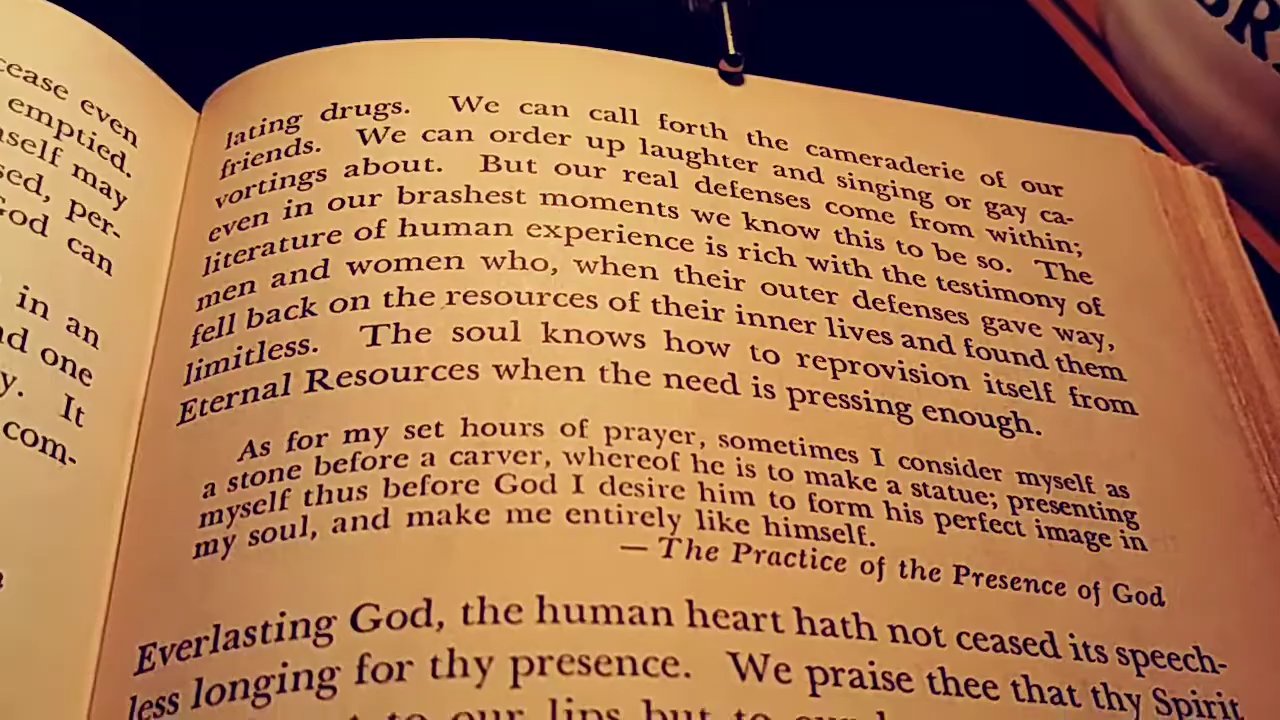 cease even
emptied.
self may
sed, per-
God can
in an
nd one
y. It
com-
lating drugs. We can call forth the cameraderie of our
friends. We can order up laughter and singing or gay ca-
vortings about. But our real defenses come from within;
even in our brashest moments we know this to be so. The
literature of human experience is rich with the testimony of
men and women who, when their outer defenses gave way,
fell back on the resources of their inner lives and found them
limitless. The soul knows how to reprovision itself from
Eternal Resources when the need is pressing enough.
As for my set hours of prayer, sometimes I consider myself as
a stone before a carver, whereof he is to make a statue; presenting
myself thus before God I desire him to form his perfect image in
my soul, and make me entirely like himself.
— The Practice of the Presence of God
Everlasting God, the human heart hath not ceased its speech-
less longing for thy presence. We praise thee that thy Spirit
to our lips but to